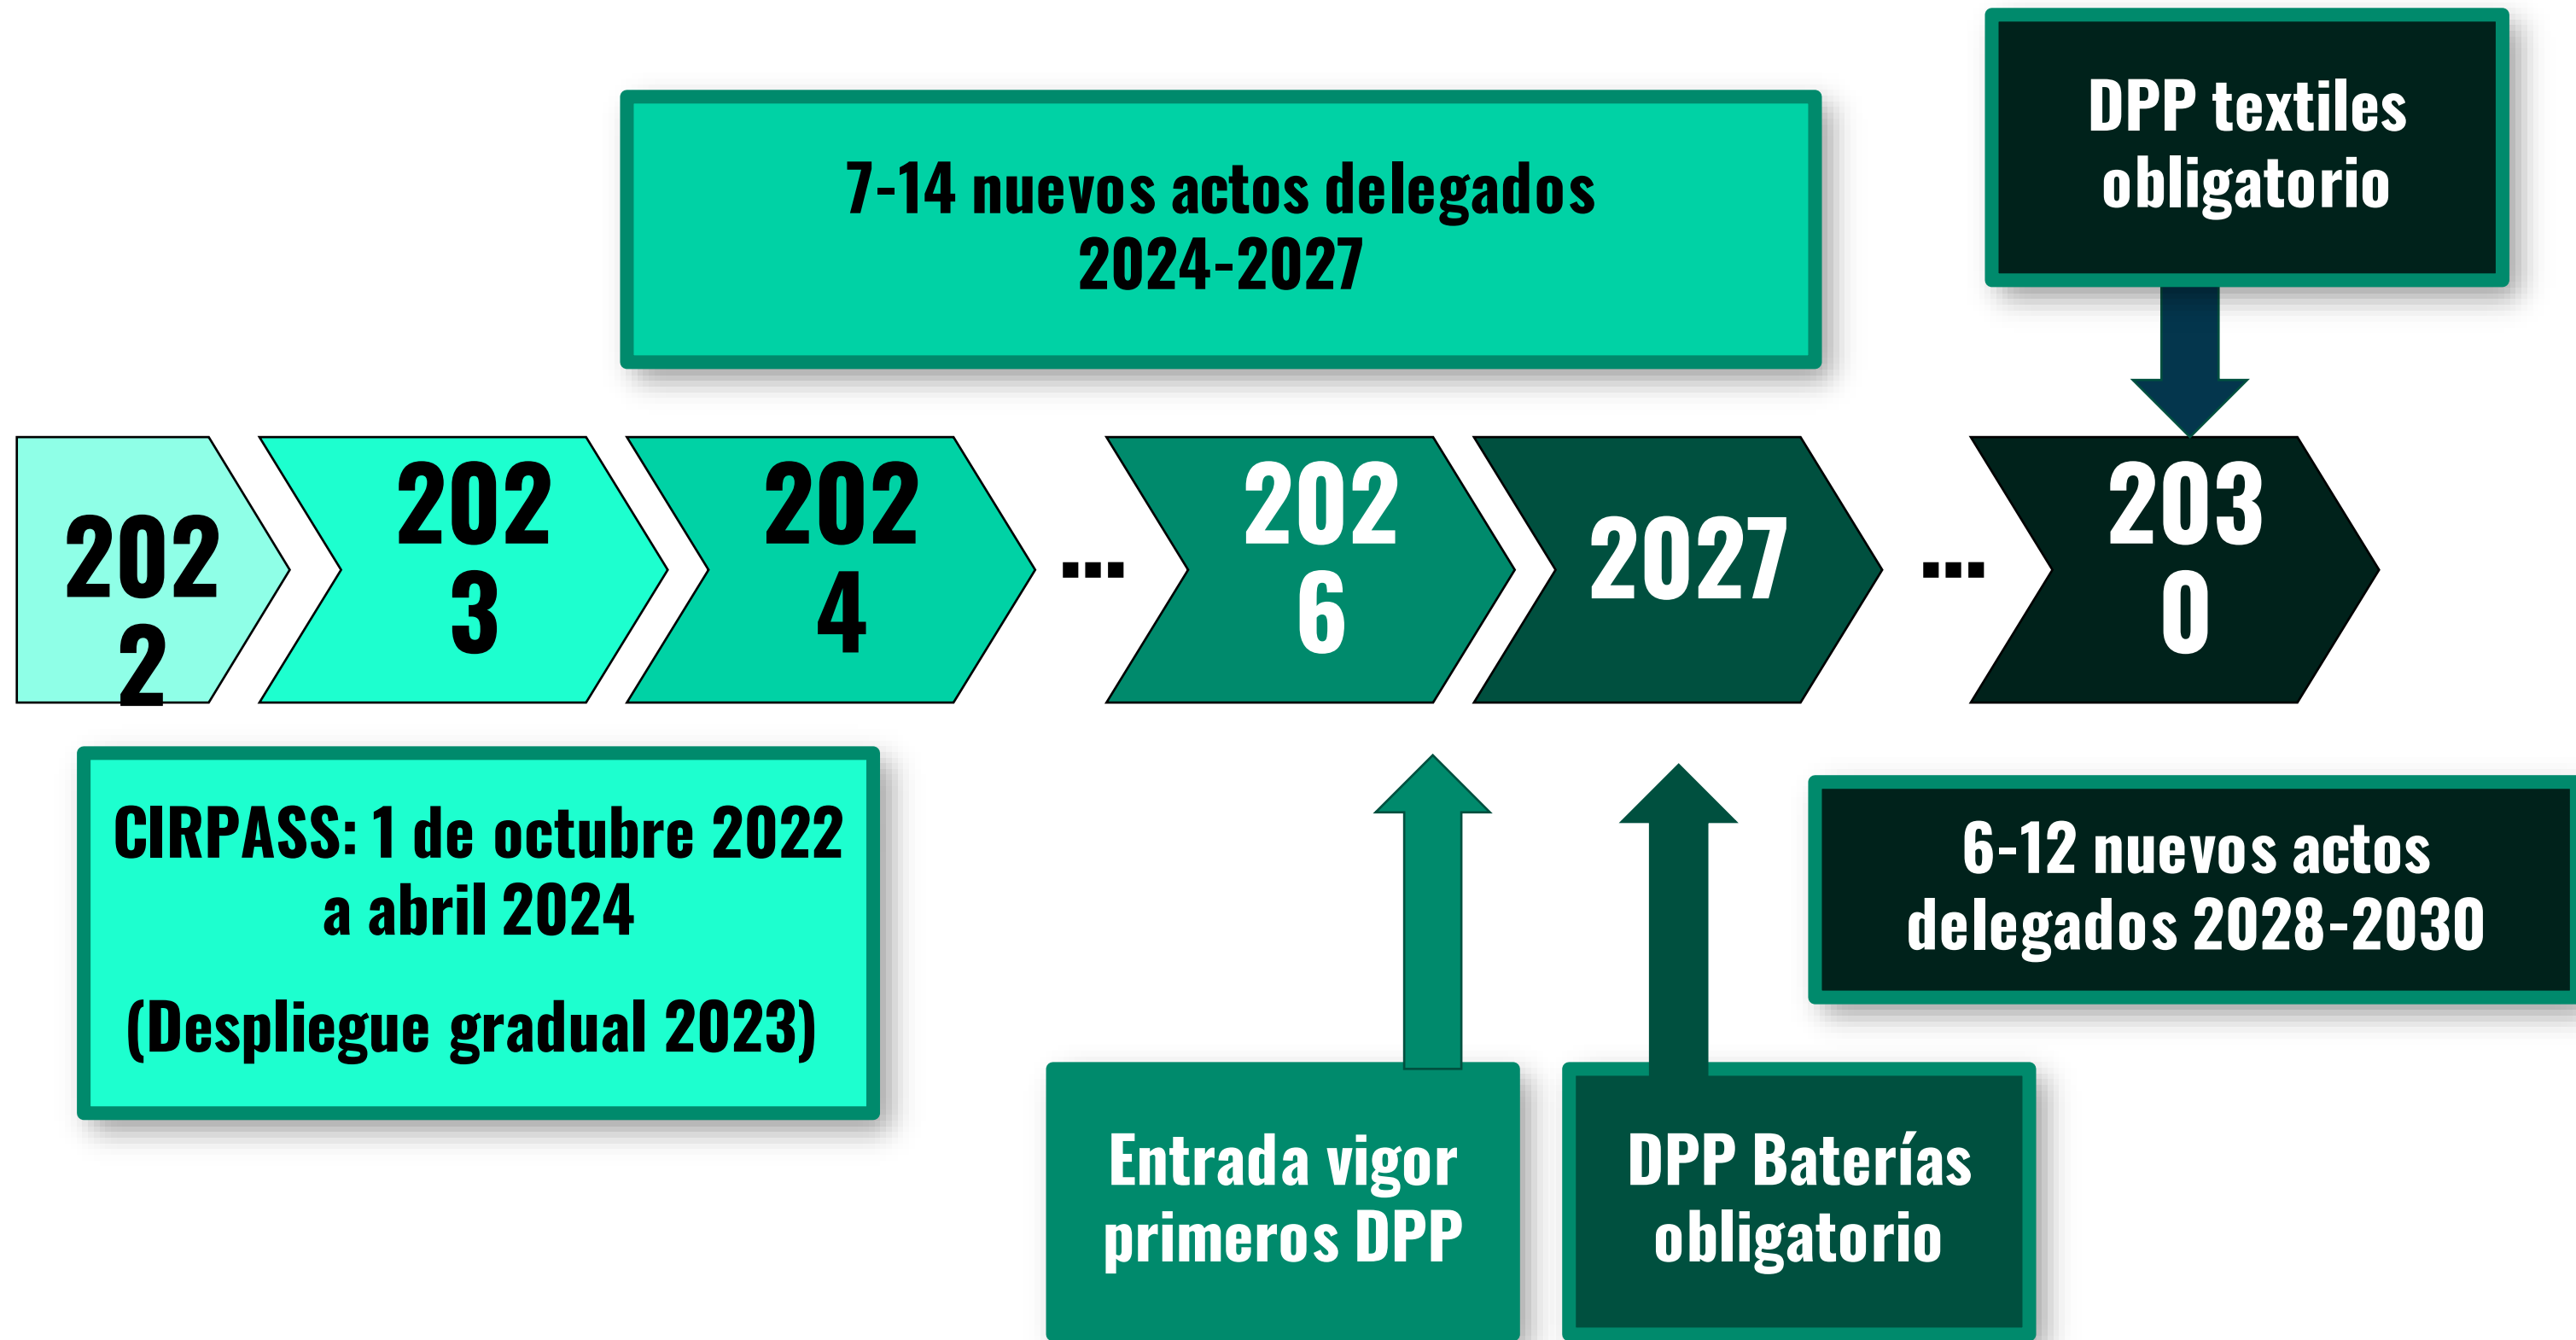 DPP textiles
obligatorio
7-14 nuevos actos delegados
2024-2027
202
2
202
3
202
4
...
202
6
2027
...
203
0
CIRPASS: 1 de octubre 2022
a abril 2024
(Despliegue gradual 2023)
6-12 nuevos actos
delegados 2028-2030
Entrada vigor
primeros DPP
DPP Baterías
obligatorio